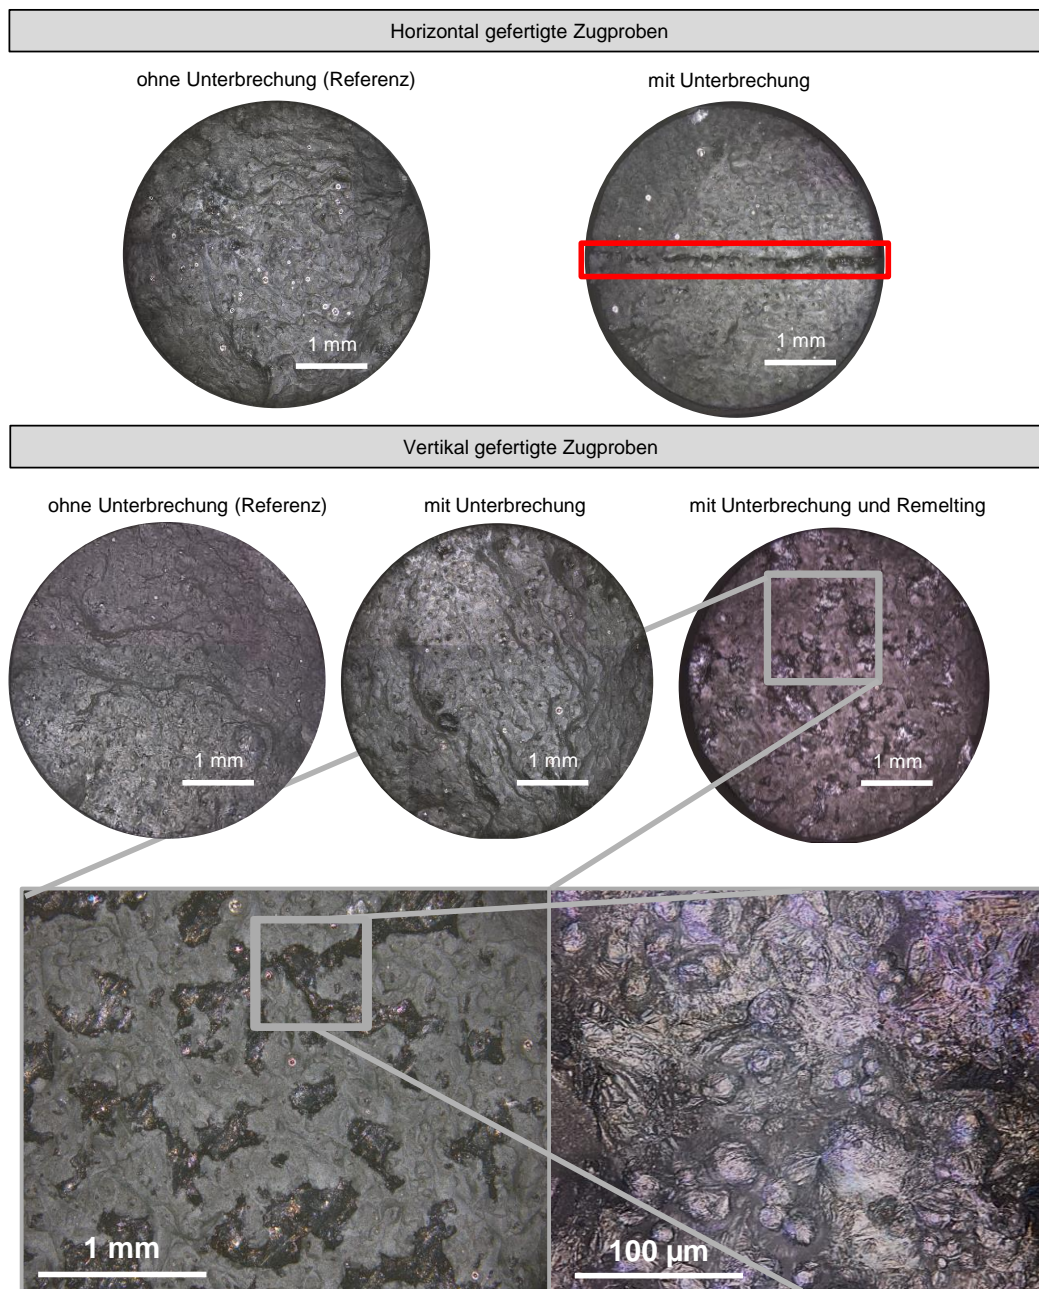 Horizontal gefertigte Zugproben
ohne Unterbrechung (Referenz)
mit Unterbrechung
1 mm
1 mm
Vertikal gefertigte Zugproben
ohne Unterbrechung (Referenz)
mit Unterbrechung
mit Unterbrechung und Remelting
1 mm
1 mm
1 mm
1 mm
100 µm